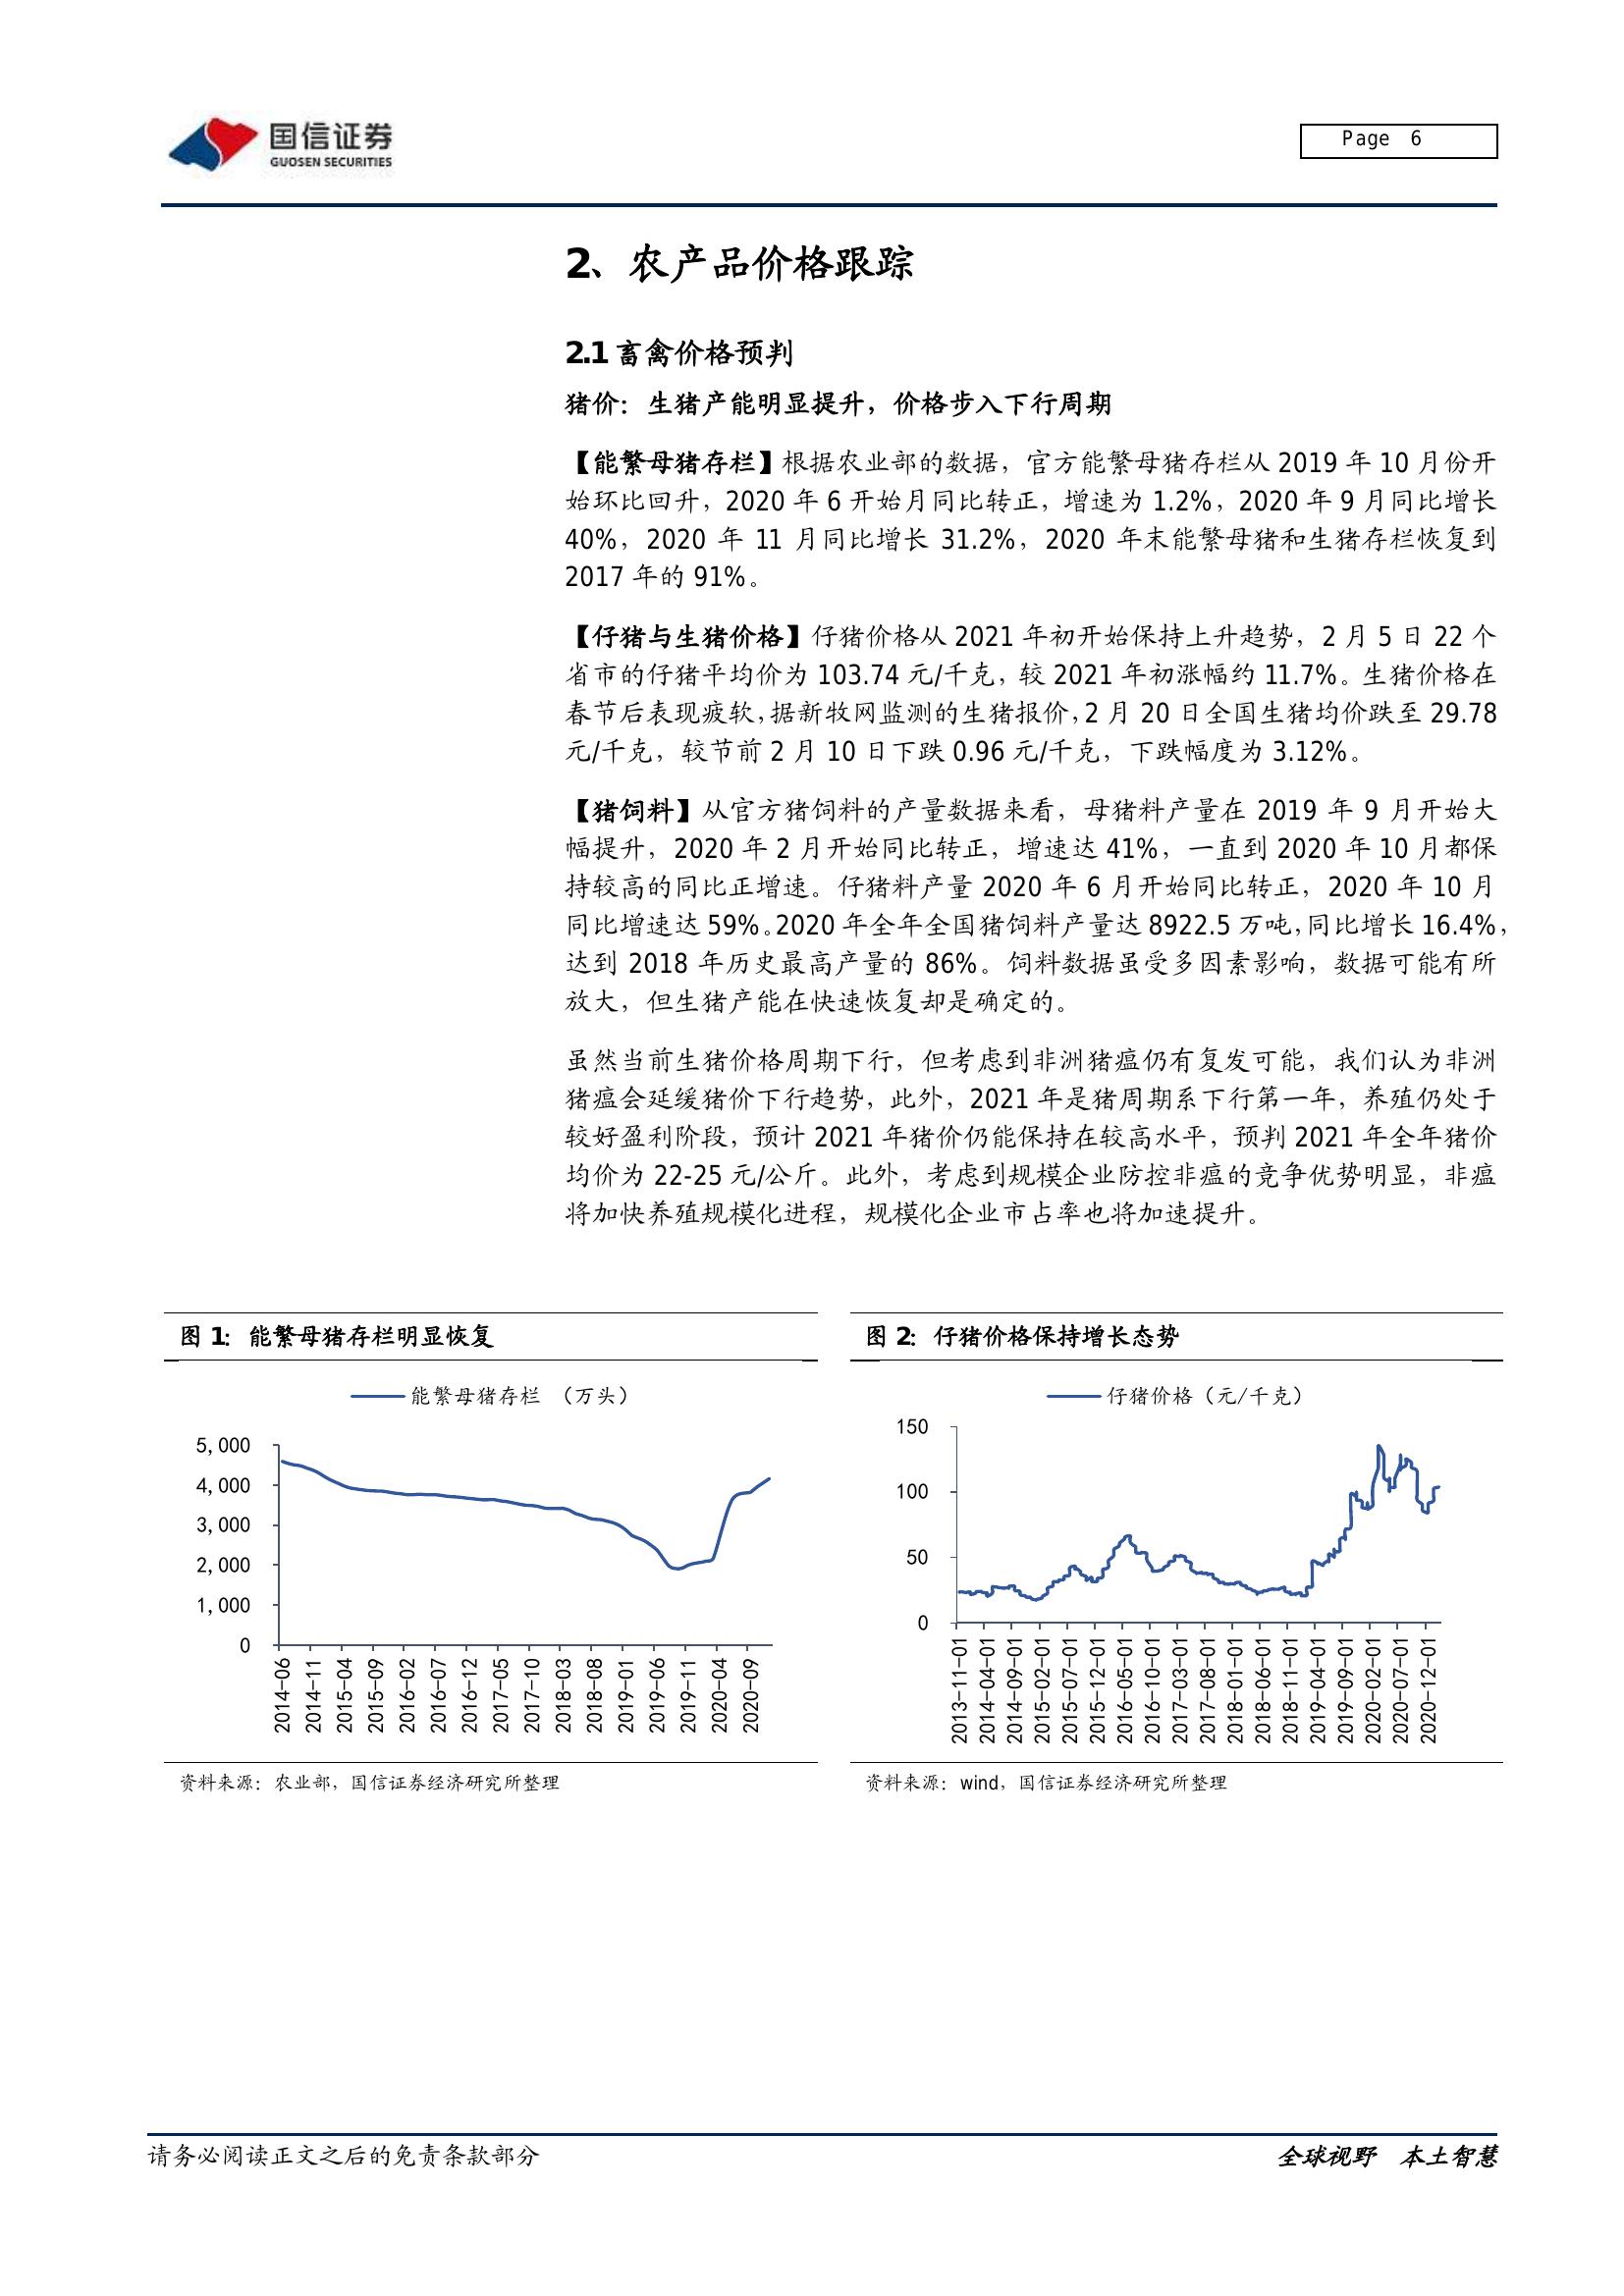 国信证券
GUOSEN SECURITIES
Page 6
2、农产品价格跟踪
2.1 畜禽价格预判
猪价：生猪产能明显提升，价格步入下行周期
【能繁母猪存栏】根据农业部的数据，官方能繁母猪存栏从 2019 年 10 月份开
始环比回升，2020 年 6 开始月同比转正，增速为 1.2%，2020 年 9 月同比增长
40%，2020 年 11 月同比增长 31.2%，2020 年末能繁母猪和生猪存栏恢复到
2017 年的 91%。
【仔猪与生猪价格】仔猪价格从 2021 年初开始保持上升趋势，2 月 5 日 22 个
省市的仔猪平均价为 103.74 元/千克，较 2021 年初涨幅约 11.7%。生猪价格在
春节后表现疲软，据新牧网监测的生猪报价，2 月 20 日全国生猪均价跌至 29.78
元/千克，较节前 2 月 10 日下跌 0.96 元/千克，下跌幅度为 3.12%。
【猪饲料】从官方猪饲料的产量数据来看，母猪料产量在 2019 年 9 月开始大
幅提升，2020 年 2 月开始同比转正，增速达 41%，一直到 2020 年 10 月都保
持较高的同比正增速。仔猪料产量 2020 年 6 月开始同比转正，2020 年 10 月
同比增速达 59%。2020 年全年全国猪饲料产量达 8922.5 万吨，同比增长 16.4%，
达到 2018 年历史最高产量的 86%。饲料数据虽受多因素影响，数据可能有所
放大，但生猪产能在快速恢复却是确定的。
虽然当前生猪价格周期下行，但考虑到非洲猪瘟仍有复发可能，我们认为非洲
猪瘟会延缓猪价下行趋势，此外，2021 年是猪周期系下行第一年，养殖仍处于
较好盈利阶段，预计 2021 年猪价仍能保持在较高水平，预判 2021 年全年猪价
均价为 22-25 元/公斤。此外，考虑到规模企业防控非瘟的竞争优势明显，非瘟
将加快养殖规模化进程，规模化企业市占率也将加速提升。
图 1：能繁母猪存栏明显恢复
能繁母猪存栏 （万头）
5,000
4,000
3,000
2,000
1,000
0
2014-06
2014-11
2015-04
2015-09
2016-02
2016-07
2016-12
2017-05
2017-10
2018-03
2018-08
2019-01
2019-06
2019-11
2020-04
2020-09
资料来源：农业部，国信证券经济研究所整理
图 2：仔猪价格保持增长态势
仔猪价格（元/千克）
150
100
50
0
2013-11-01
2014-04-01
2014-09-01
2015-02-01
2015-07-01
2015-12-01
2016-05-01
2016-10-01
2017-03-01
2017-08-01
2018-01-01
2018-06-01
2018-11-01
2019-04-01
2019-09-01
2020-02-01
2020-07-01
2020-12-01
资料来源：wind，国信证券经济研究所整理
请务必阅读正文之后的免责条款部分
全球视野 本土智慧